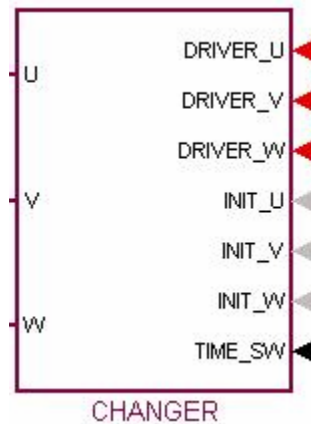 DRIVER_U
U
DRIVER_V
DRIVER_W
V
INIT_U
INIT_V
INIT_W
W
TIME_SW
CHANGER